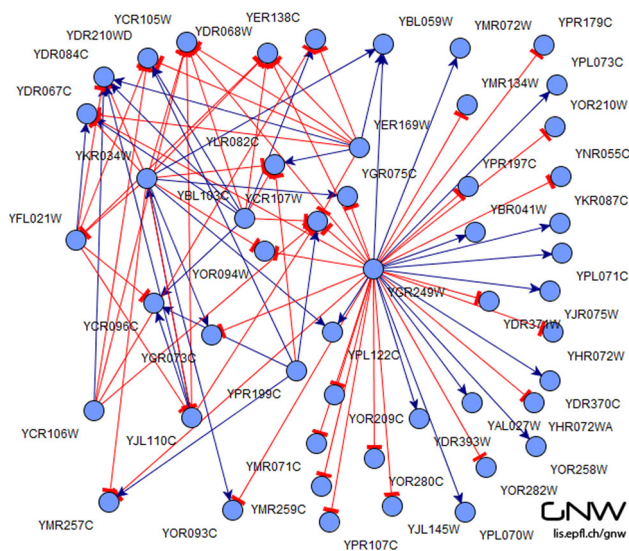 YCR105W
YER138C
YBL059W
YMR072W
YPR179C
YDR210WD
YDR068W
YDR084C
YPL073C
YDR067C
YMR134W
YOR210W
YER169W
YLR082C
YKR034W
YNR055C
YGR075C
YPR197C
YBL103C
YCR107W
YKR087C
YFL021W
YBR041W
YOR094W
YPL071C
YGR249W
YJR075W
YCR096C
YDR371W
YGR073C
YPL122C
YHR072W
YPR199C
YDR370C
YOR209C
YAL027W
YHR072WA
YCR106W
YJL110C
YDR393W
YOR258W
YMR071C
YOR280C
YOR282W
YMR257C
YOR093C
YMR259C
YJL145W
YPL070W
YPR107C
GNW
lis.epfl.ch/gnw